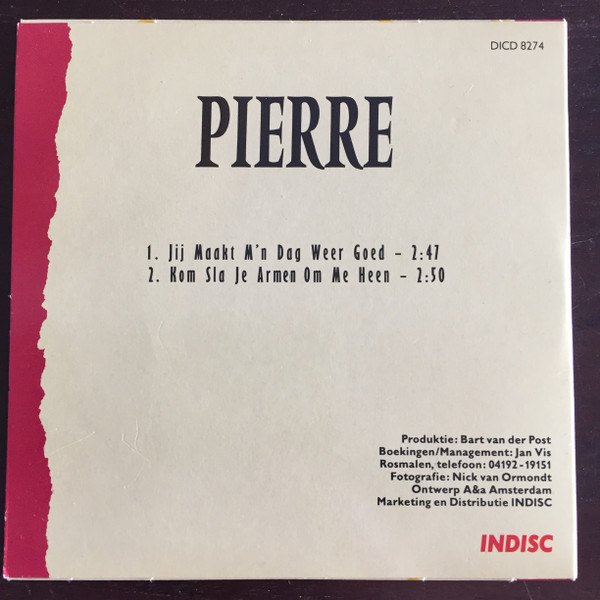 DICD 8274
PIERRE
1. Jij Maakt M'n Dag Weer Goed – 2:47
2. Kom Sla Je Armen Om Me Heen – 2:50
Produktie: Bart van der Post
Boekingen/Management: Jan Vis
Rosmalen, telefoon: 04192-19151
Fotografie: Nick van Ormondt
Ontwerp A&a Amsterdam
Marketing en Distributie INDISC
INDISC